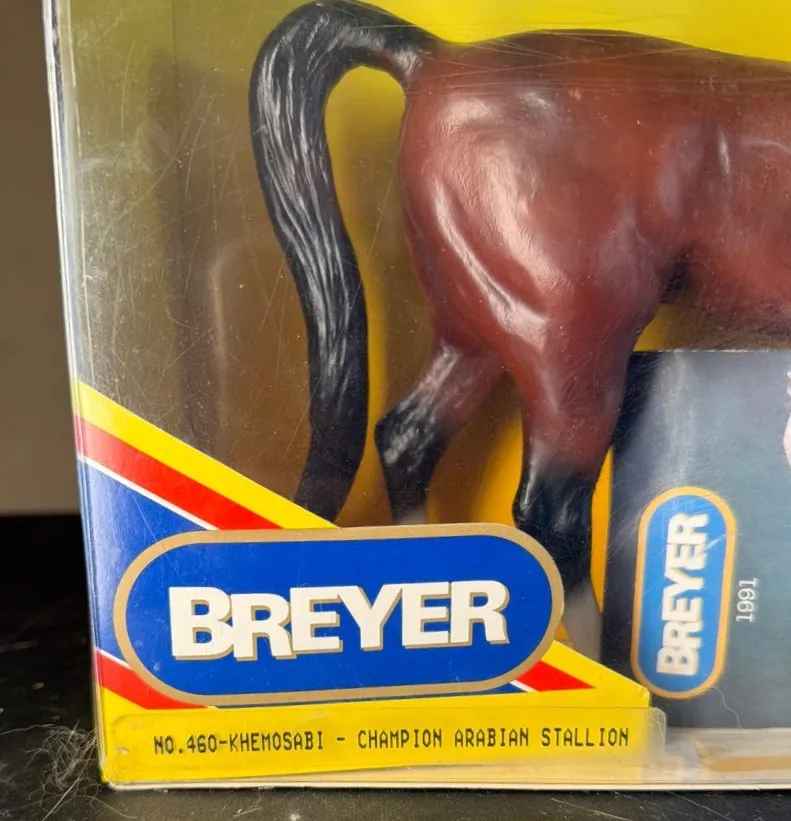 BREYER
NO.460-KHEMOSABI - CHAMPION ARABIAN STALLION
BREYER
1991